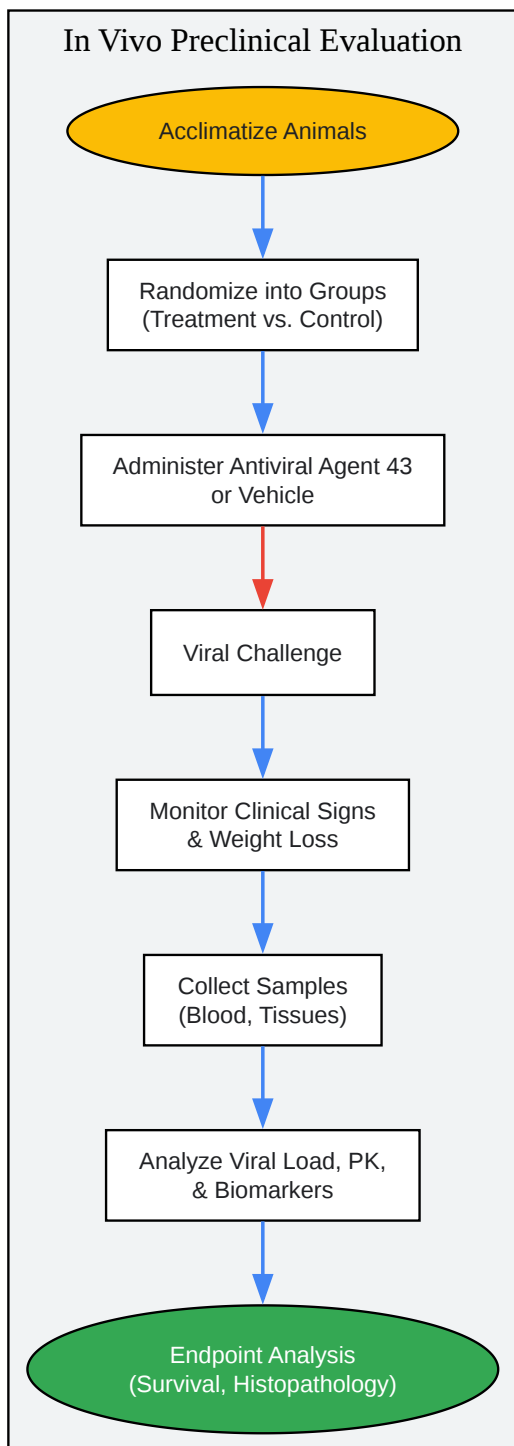 In Vivo Preclinical Evaluation
Acclimatize Animals
Randomize into Groups
(Treatment vs. Control)
Administer Antiviral Agent 43
or Vehicle
Viral Challenge
Monitor Clinical Signs
& Weight Loss
Collect Samples
(Blood, Tissues)
Analyze Viral Load, PK,
& Biomarkers
Endpoint Analysis
(Survival, Histopathology)